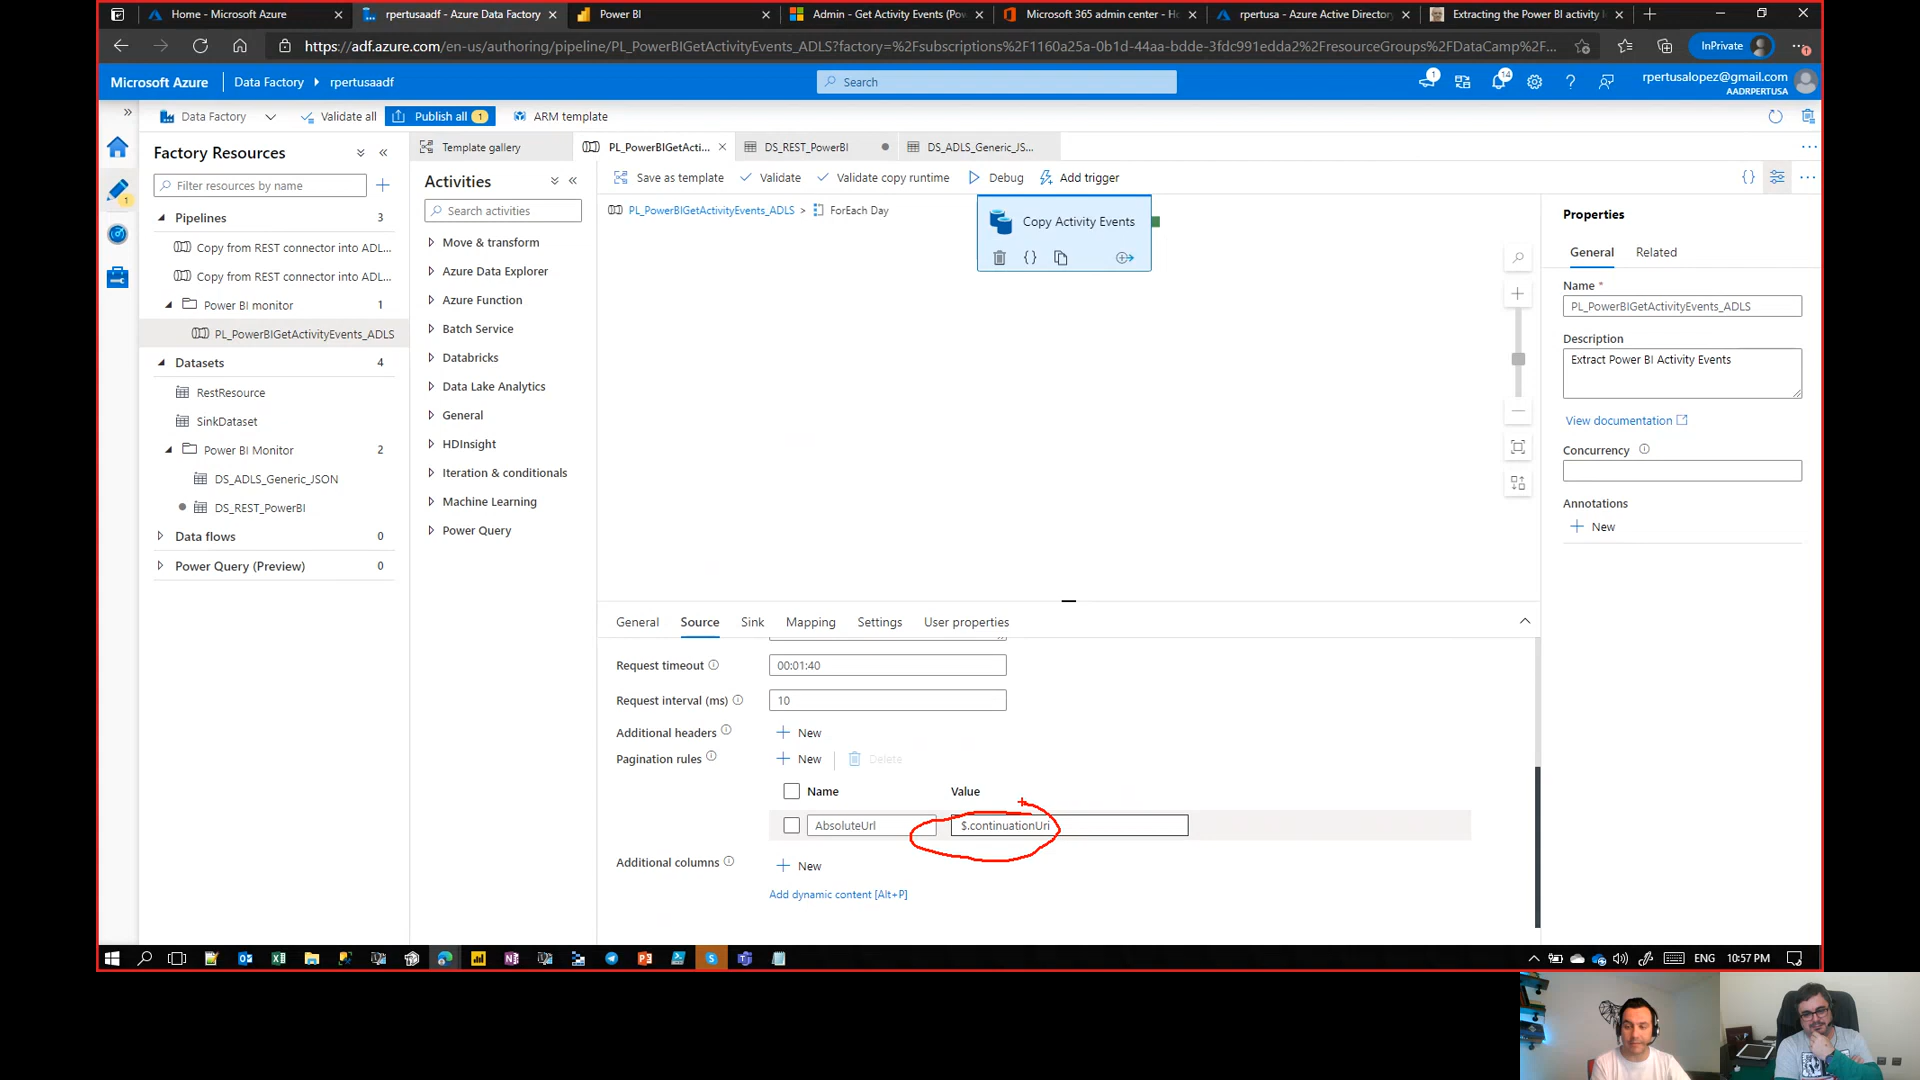 Home - Microsoft Azure
rpertusaadf - Azure Data Factory
Power BI
Admin - Get Activity Events (Po
Microsoft 365 admin center - H
rpertusa - Azure Active Directory
Extracting the Power BI activity l
https://adf.azure.com/en-us/authoring/pipeline/PL_PowerBIGetActivityEvents_ADLS?factory=%2Fsubscriptions%2F1160a25a-0b1d-44aa-bdde-3fdc991edda2%2FresourceGroups%2FDataCamp%2F...
InPrivate
Microsoft Azure
Data Factory
rpertusaadf
Search
1
14
rpertusalopez@gmail.com
AADRPERTUSA
Data Factory
Validate all
Publish all 1
ARM template
Factory Resources
Filter resources by name
Pipelines 3
Copy from REST connector into ADL...
Copy from REST connector into ADL...
Power BI monitor 1
PL_PowerBIGetActivityEvents_ADLS
Datasets 4
RestResource
SinkDataset
Power BI Monitor 2
DS_ADLS_Generic_JSON
DS_REST_PowerBI
Data flows 0
Power Query (Preview) 0
Template gallery
PL_PowerBIGetActi...
DS_REST_PowerBI
DS_ADLS_Generic_JS...
Activities
Search activities
Move & transform
Azure Data Explorer
Azure Function
Batch Service
Databricks
Data Lake Analytics
General
HDInsight
Iteration & conditionals
Machine Learning
Power Query
Save as template
Validate
Validate copy runtime
Debug
Add trigger
PL_PowerBIGetActivityEvents_ADLS > ForEach Day
Copy Activity Events
General
Source
Sink
Mapping
Settings
User properties
Request timeout
00:01:40
Request interval (ms)
10
Additional headers
New
Pagination rules
New
Delete
Name
Value
AbsoluteUrl
$.continuationUri
Additional columns
New
Add dynamic content [Alt+P]
Properties
General
Related
Name *
PL_PowerBIGetActivityEvents_ADLS
Description
Extract Power BI Activity Events
View documentation
Concurrency
Annotations
New
ENG
10:57 PM